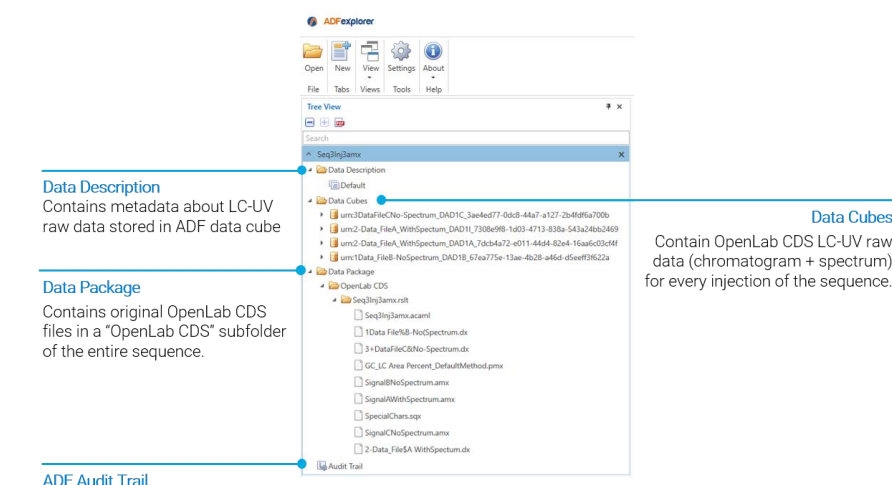 ADFexplorer
Open New View Settings About
File Tabs Views Tools Help
Tree View
Search
Seq3Inj3amx
Data Description
Default
Data Cubes
urn:3DataFileCNo-Spectrum_DAD1C_3ae4ed77-0dc8-44a7-a127-2b4fdf6a700b
urn:2-Data_FileA_WithSpectum_DAD1I_7308e9f8-1d03-4713-838a-543a24bb2469
urn:2-Data_FileA_WithSpectum_DAD1A_7dcb4a72-e011-44d4-82e4-16aa6c03cf4f
urn:1Data_FileB-NoSpectrum_DAD1B_67ea775e-13ae-4b28-a46d-d5eeff3f622a
Data Package
OpenLab CDS
Seq3Inj3amx.rslt
Seq3Inj3amx.acaml
1Data File%B-No(Spectrum.dx
3+DataFileC&No-Spectrum.dx
GC_LC Area Percent_DefaultMethod.pmx
SignalBNoSpectrum.amx
SignalAWithSpectrum.amx
SpecialChars.sqx
SignalCNoSpectrum.amx
2-Data_File$A WithSpectum.dx
Audit Trail
Data Description
Contains metadata about LC-UV
raw data stored in ADF data cube
Data Package
Contains original OpenLab CDS
files in a “OpenLab CDS” subfolder
of the entire sequence.
ADF Audit Trail
Data Cubes
Contain OpenLab CDS LC-UV raw
data (chromatogram + spectrum)
for every injection of the sequence.